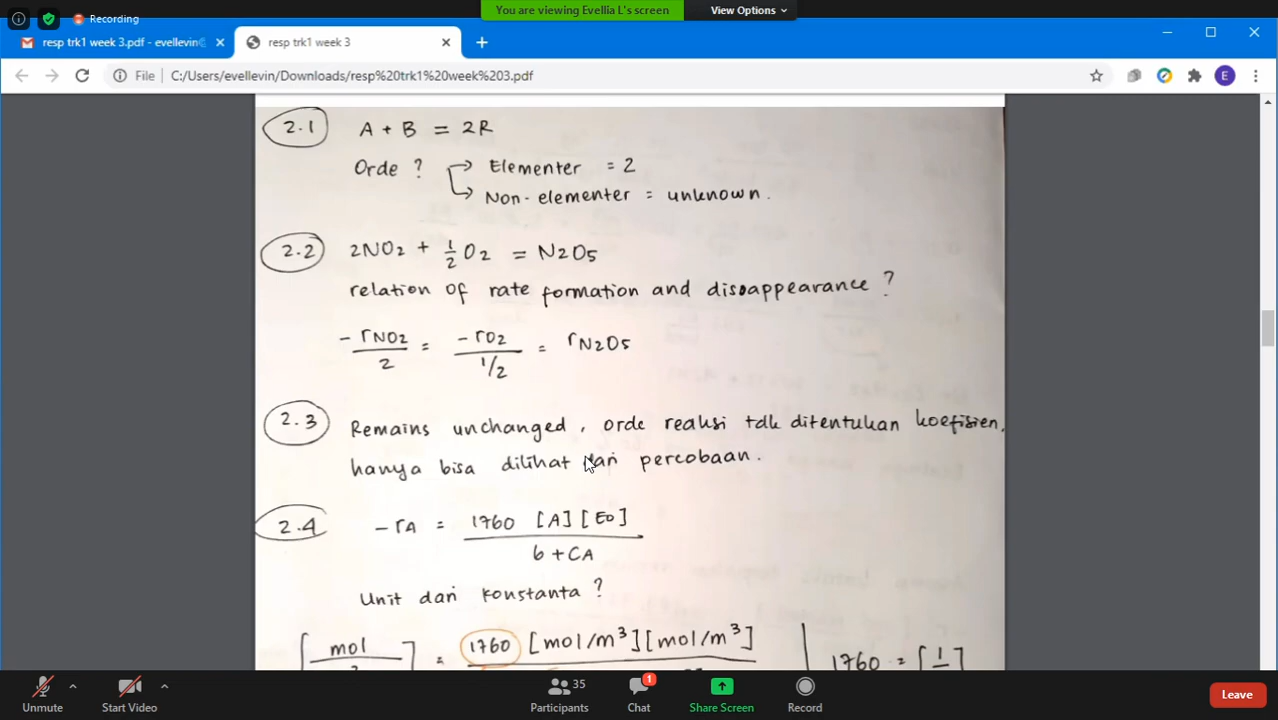 Recording
You are viewing Evellia L's screen
View Options
resp trk1 week 3.pdf - evellevin@
resp trk1 week 3
File
C:/Users/evellevin/Downloads/resp%20trk1%20week%203.pdf
E
2.1 A + B = 2R
Orde ? Elementer = 2
Non-elementer = unknown.
2.2 2NO2 + 1/2 O2 = N2O5
relation of rate formation and disappearance ?
-rNO2/2 = -rO2/1/2 = rN2O5
2.3 Remains unchanged, orde reaksi tdk ditentukan koefisien,
hanya bisa dilihat dari percobaan.
2.4 -rA = 1760 [A][E0] / 6 + CA
Unit dari konstanta ?
[mol = 1760 [mol/m³][mol/m³] 1760 = [1
Unmute
Start Video
35
Participants
1
Chat
Share Screen
Record
Leave